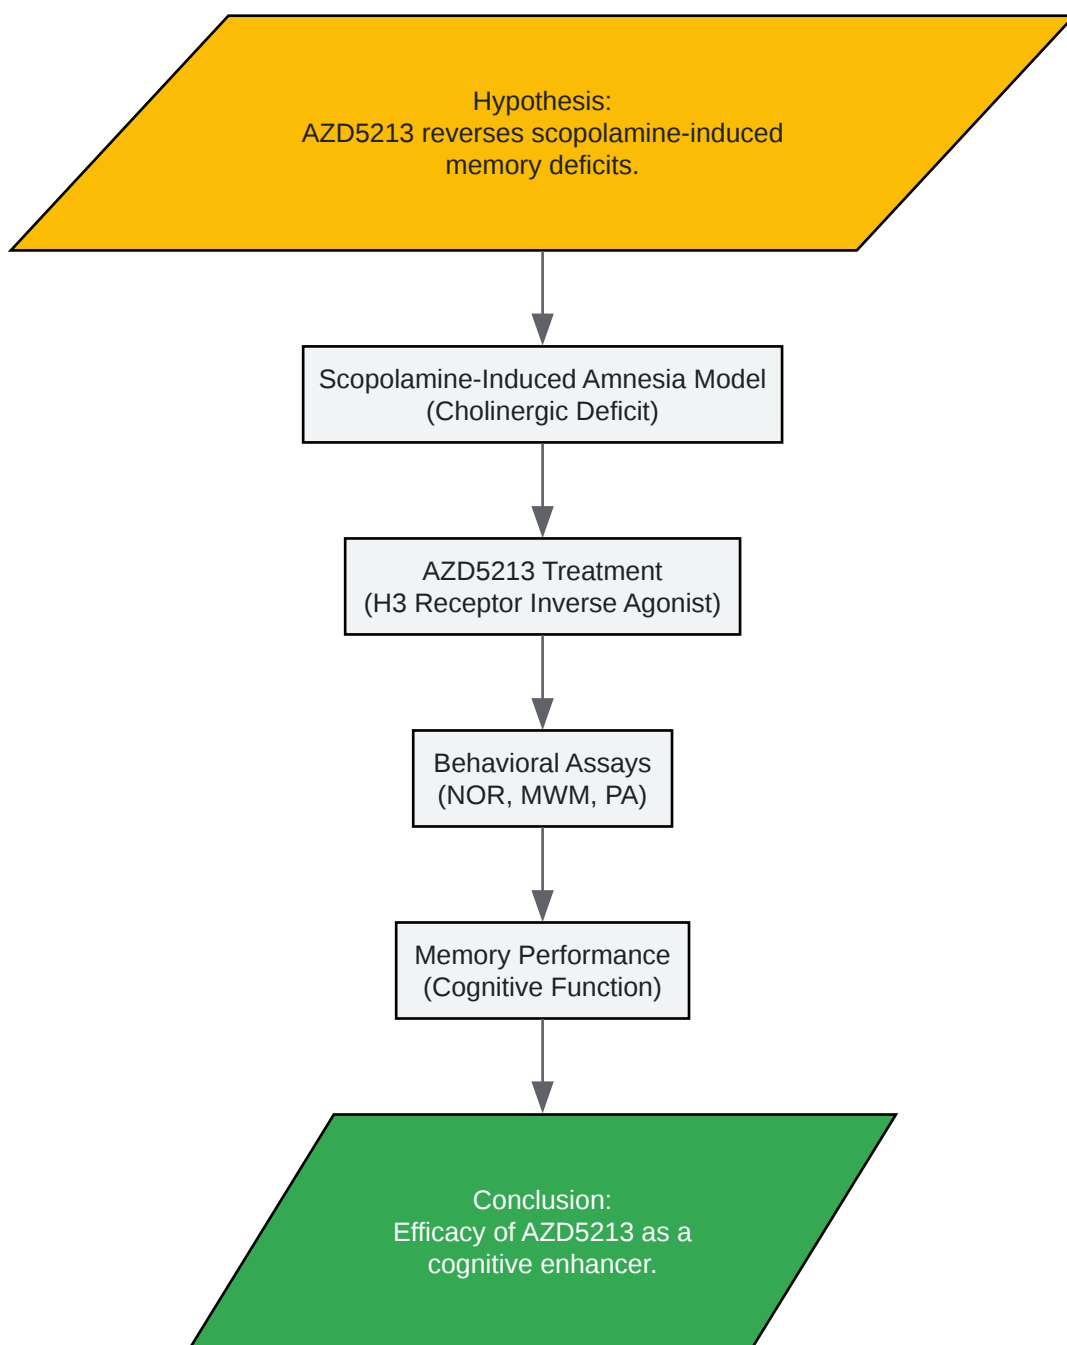 Hypothesis:
AZD5213 reverses scopolamine-induced
memory deficits.
Scopolamine-Induced Amnesia Model
(Cholinergic Deficit)
AZD5213 Treatment
(H3 Receptor Inverse Agonist)
Behavioral Assays
(NOR, MWM, PA)
Memory Performance
(Cognitive Function)
Conclusion:
Efficacy of AZD5213 as a
cognitive enhancer.